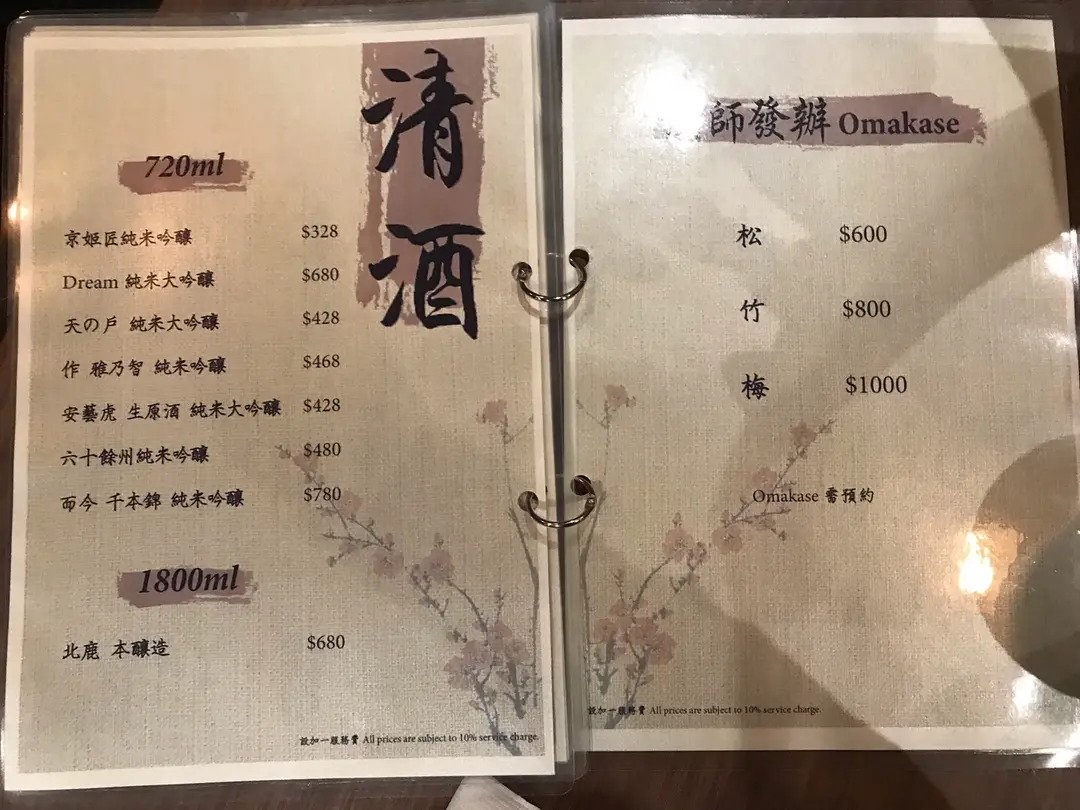 清酒
720ml
京姬匠純米吟釀 $328
Dream 純米大吟釀 $680
天の戶 純米大吟釀 $428
作 雅乃智 純米吟釀 $468
安藝虎 生原酒 純米大吟釀 $428
六十餘州純米吟釀 $480
而今 千本錦 純米吟釀 $780
1800ml
北鹿 本釀造 $680
設加一服務費 All prices are subject to 10% service charge.
師發辦 Omakase
松 $600
竹 $800
梅 $1000
Omakase 需預約
設加一服務費 All prices are subject to 10% service charge.